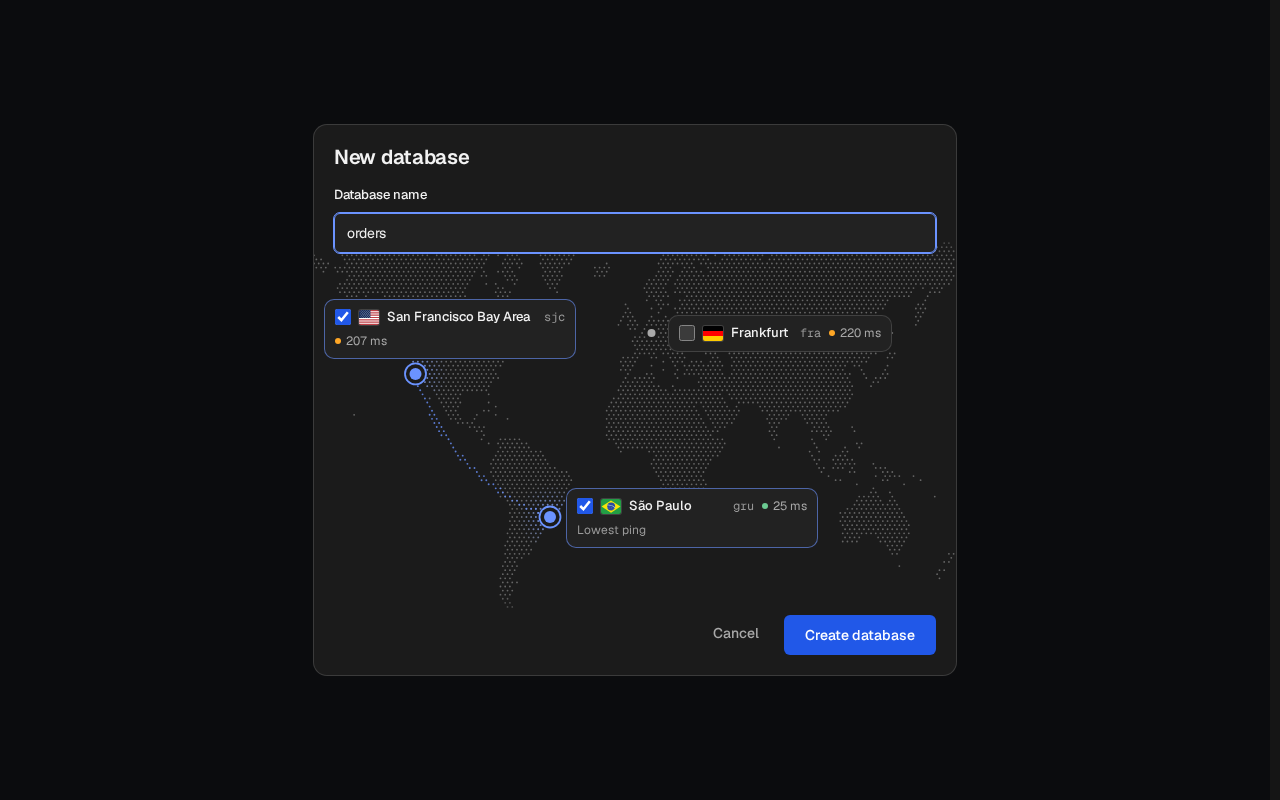 New database
Database name
orders
San Francisco Bay Area sjc
207 ms
Frankfurt fra 220 ms
São Paulo gru 25 ms
Lowest ping
Cancel
Create database